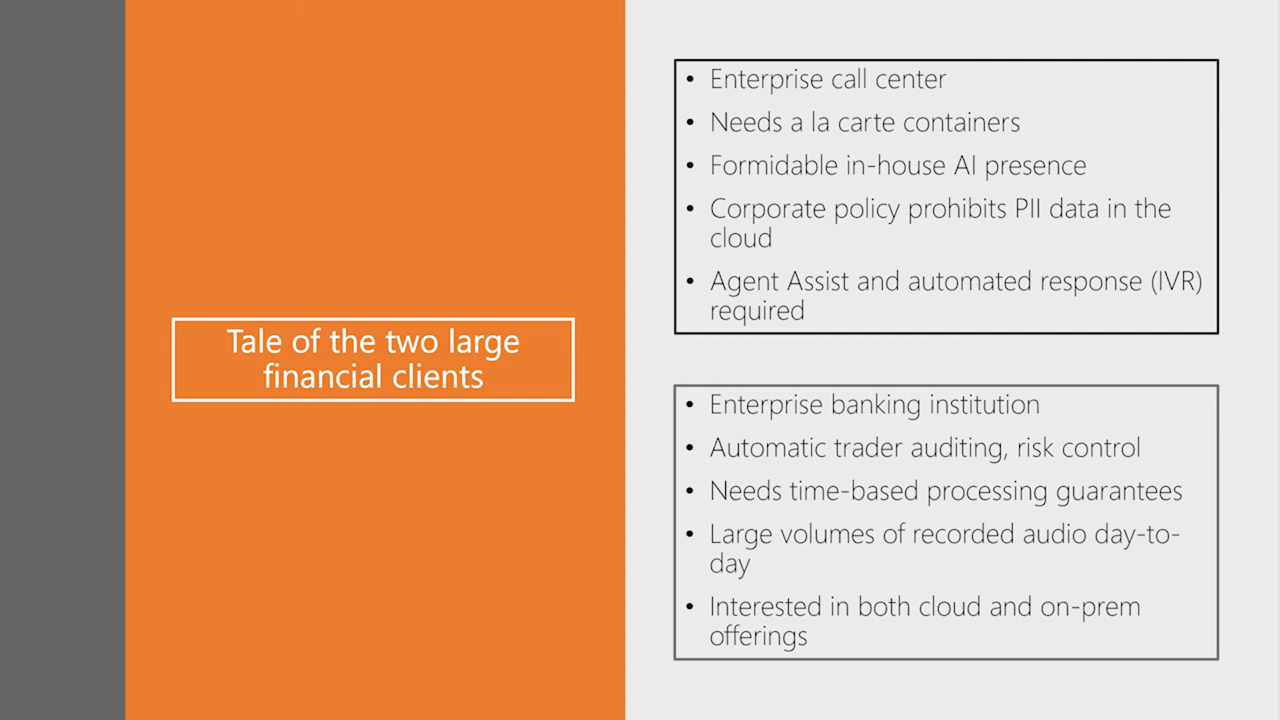 Tale of the two large
financial clients
• Enterprise call center
• Needs a la carte containers
• Formidable in-house AI presence
• Corporate policy prohibits PII data in the
cloud
• Agent Assist and automated response (IVR)
required
• Enterprise banking institution
• Automatic trader auditing, risk control
• Needs time-based processing guarantees
• Large volumes of recorded audio day-to-
day
• Interested in both cloud and on-prem
offerings